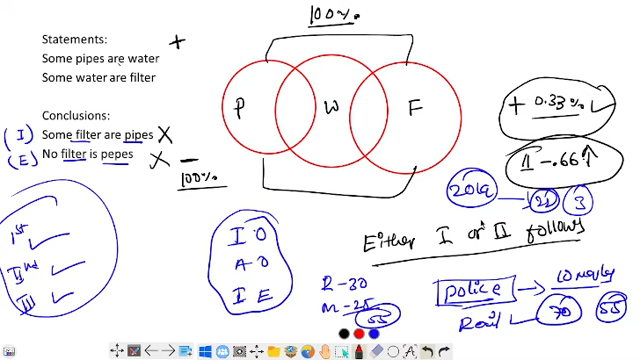 100%
Statements: +
Some pipes are water
Some water are filter
P W F
Conclusions:
(I) Some filter are pipes X
(E) No filter is pepes X
- 100%
+ 0.33%
1 - .66
2019 22 3
Either I or II follows
1st
IInd
III
I - O
A - O
I E
R-30
M-25
55
Police → 10 marks
Rail 70 55